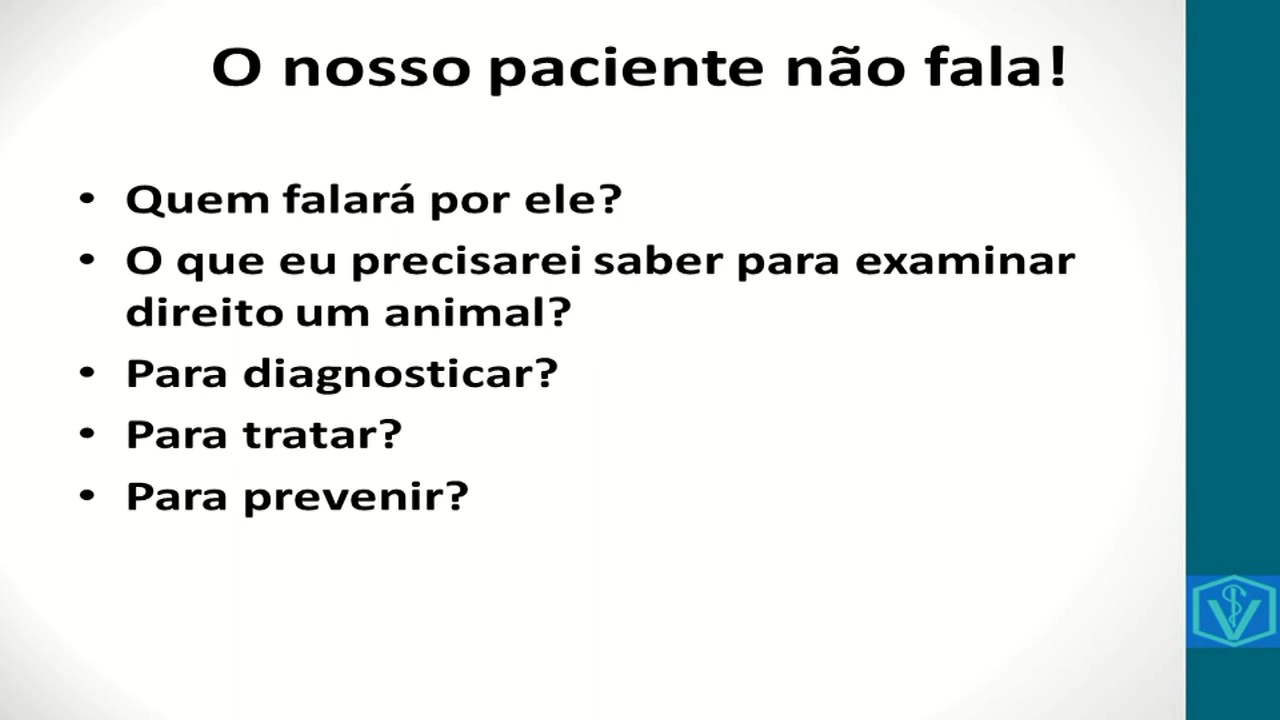 O nosso paciente não fala!
• Quem falará por ele?
• O que eu precisarei saber para examinar
direito um animal?
• Para diagnosticar?
• Para tratar?
• Para prevenir?